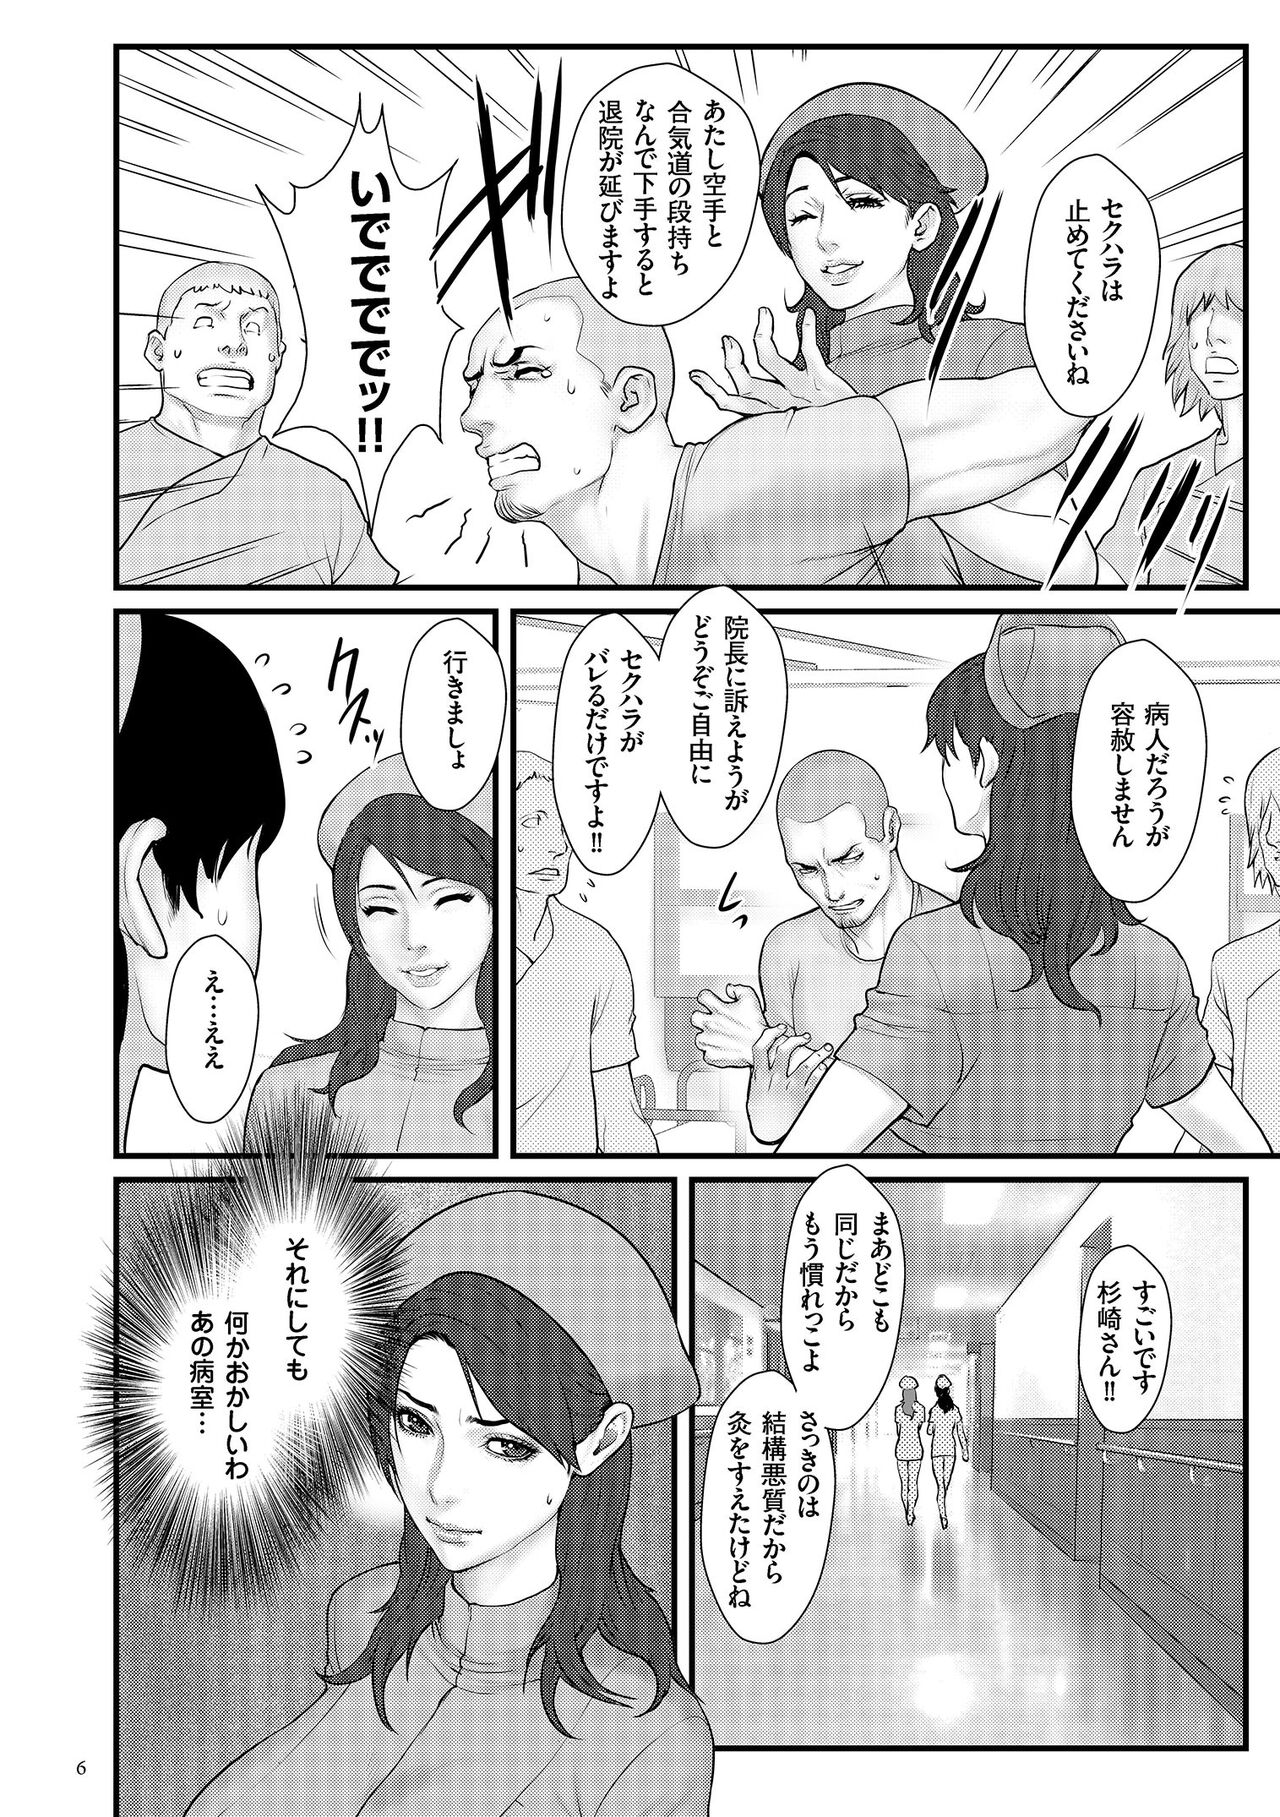 セクハラは
止めてくださいね
あたし空手と
合気道の段持ち
なんで下手すると
退院が延びますよ
いででででッ!!
病人だろうが
容赦しません
院長に訴えようが
どうぞご自由に
セクハラが
バレるだけですよ!!
行きましょ
クスッ
え…ええ
すごいです
杉崎さん!!
まあどこも
同じだから
もう慣れっこよ
さっきのは
結構悪質だから
灸をすえたけどね
それにしても
何かおかしいわ
あの病室…
6